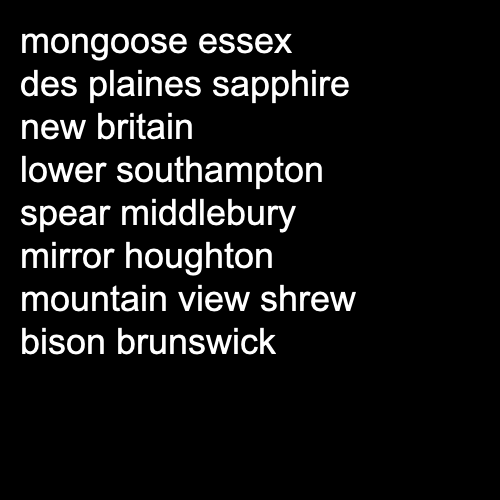 mongoose essex
des plaines sapphire
new britain
lower southampton
spear middlebury
mirror houghton
mountain view shrew
bison brunswick